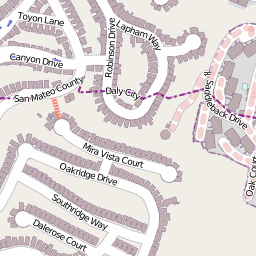 Toyon Lane
Lapham Way
Robinson Drive
Canyon Drive
San Mateo County
Daly City
Saddleback Drive
Mira Vista Court
Oakridge Drive
Oak Court
Southridge Way
Dalerose Court